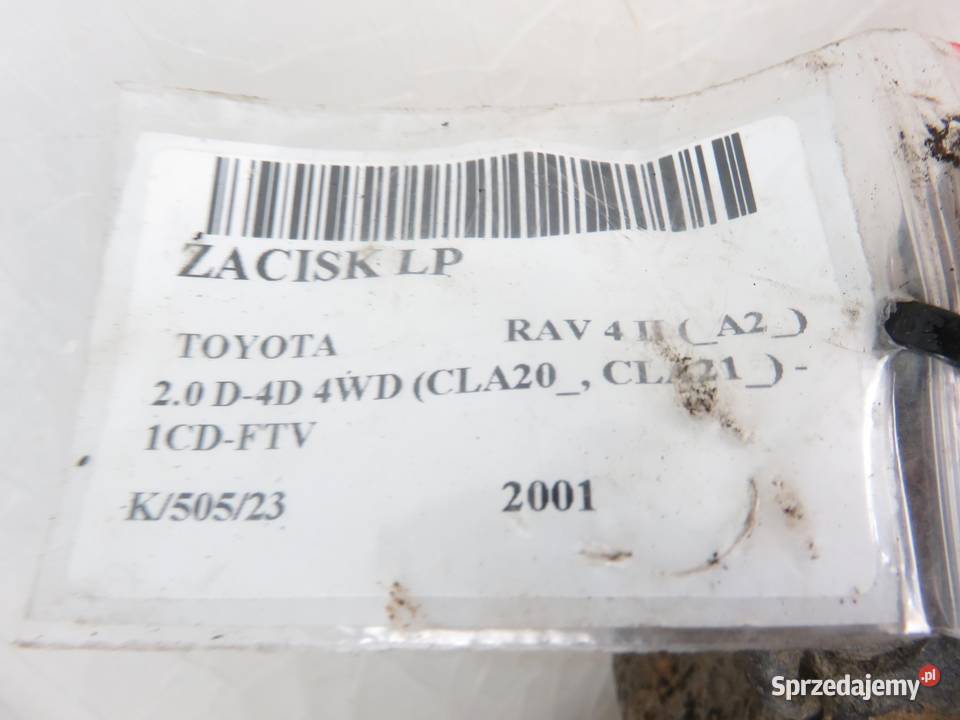 ZACISK LP
TOYOTA RAV 4 II (_A2_)
2.0 D-4D 4WD (CLA20_, CLA21_) -
1CD-FTV
K/505/23 2001
Sprzedajemy.pl